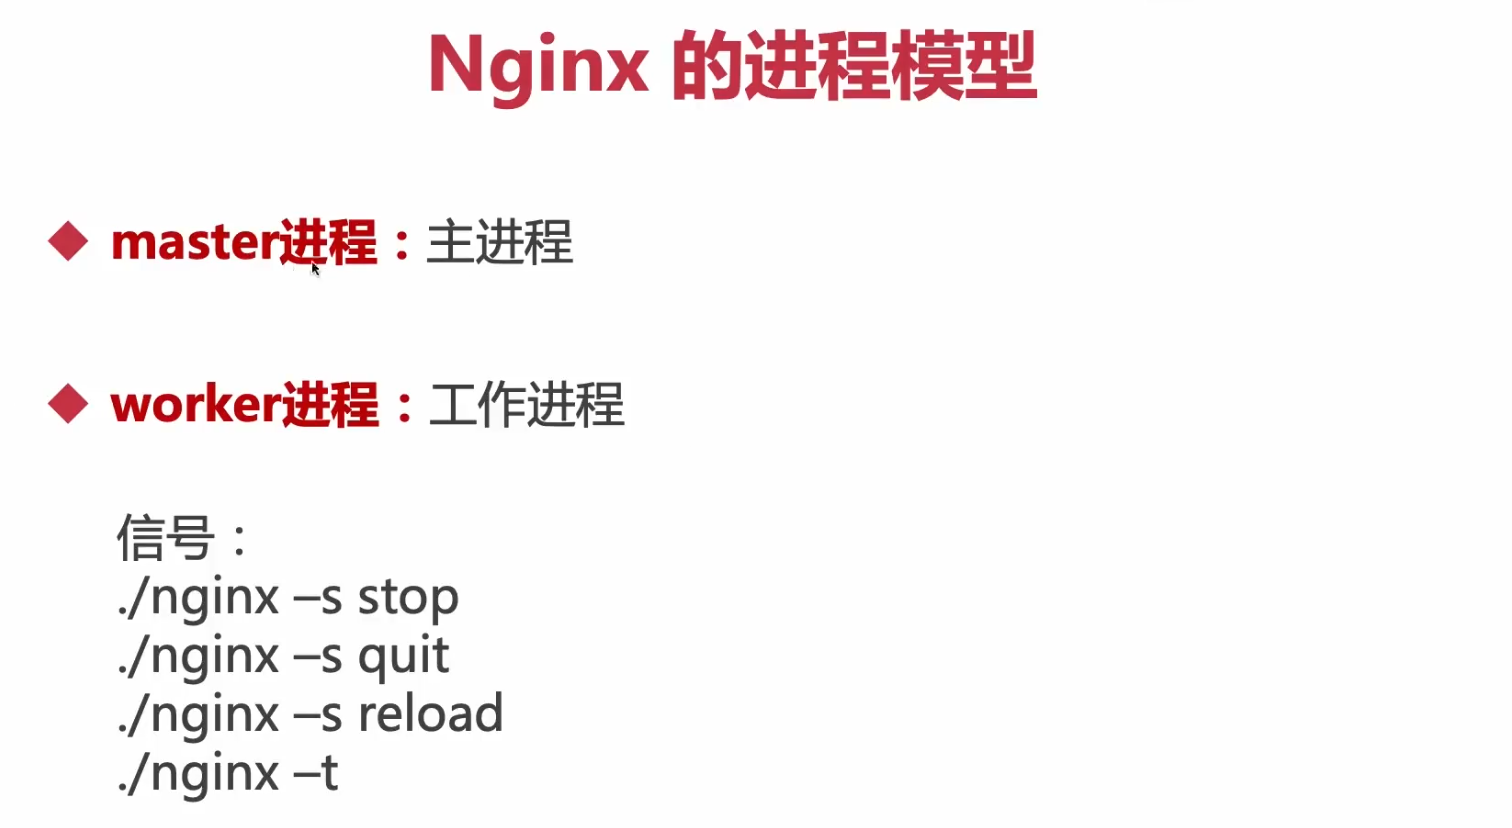 Nginx 的进程模型
master进程：主进程
worker进程：工作进程
信号：
./nginx –s stop
./nginx –s quit
./nginx –s reload
./nginx –t